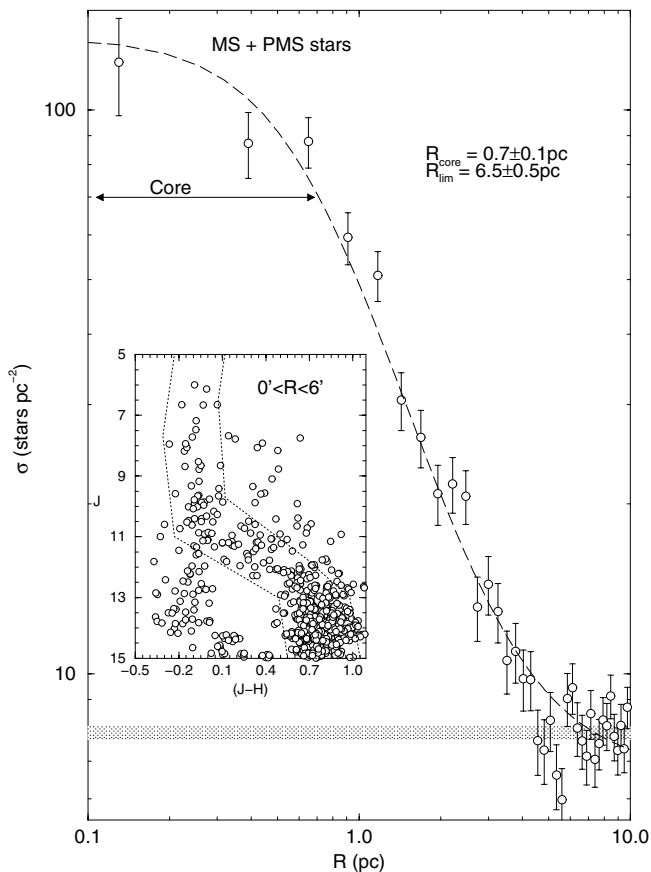 MS + PMS stars
100
R_core = 0.7±0.1pc
R_lim = 6.5±0.5pc
Core
σ (stars pc⁻²)
5
7
9
11
13
15
J
0'<R<6'
−0.5
−0.2
0.1
0.4
0.7
1.0
(J−H)
10
0.1
1.0
10.0
R (pc)